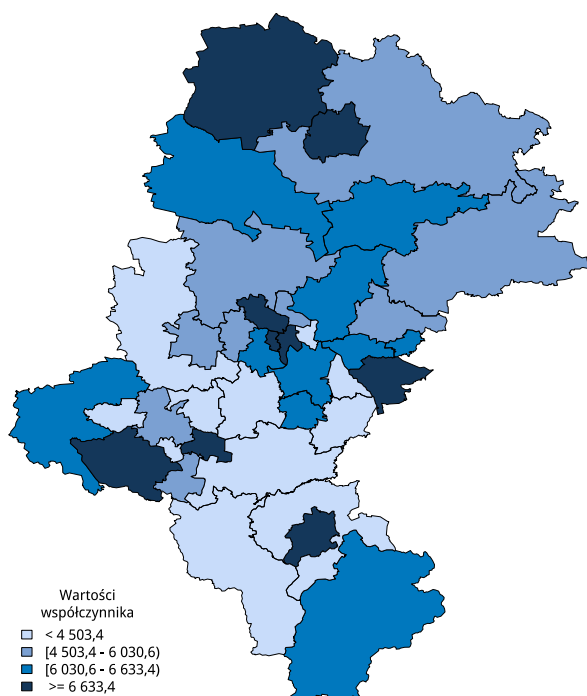 Wartości
współczynnika
< 4 503,4
[4 503,4 - 6 030,6)
[6 030,6 - 6 633,4)
>= 6 633,4